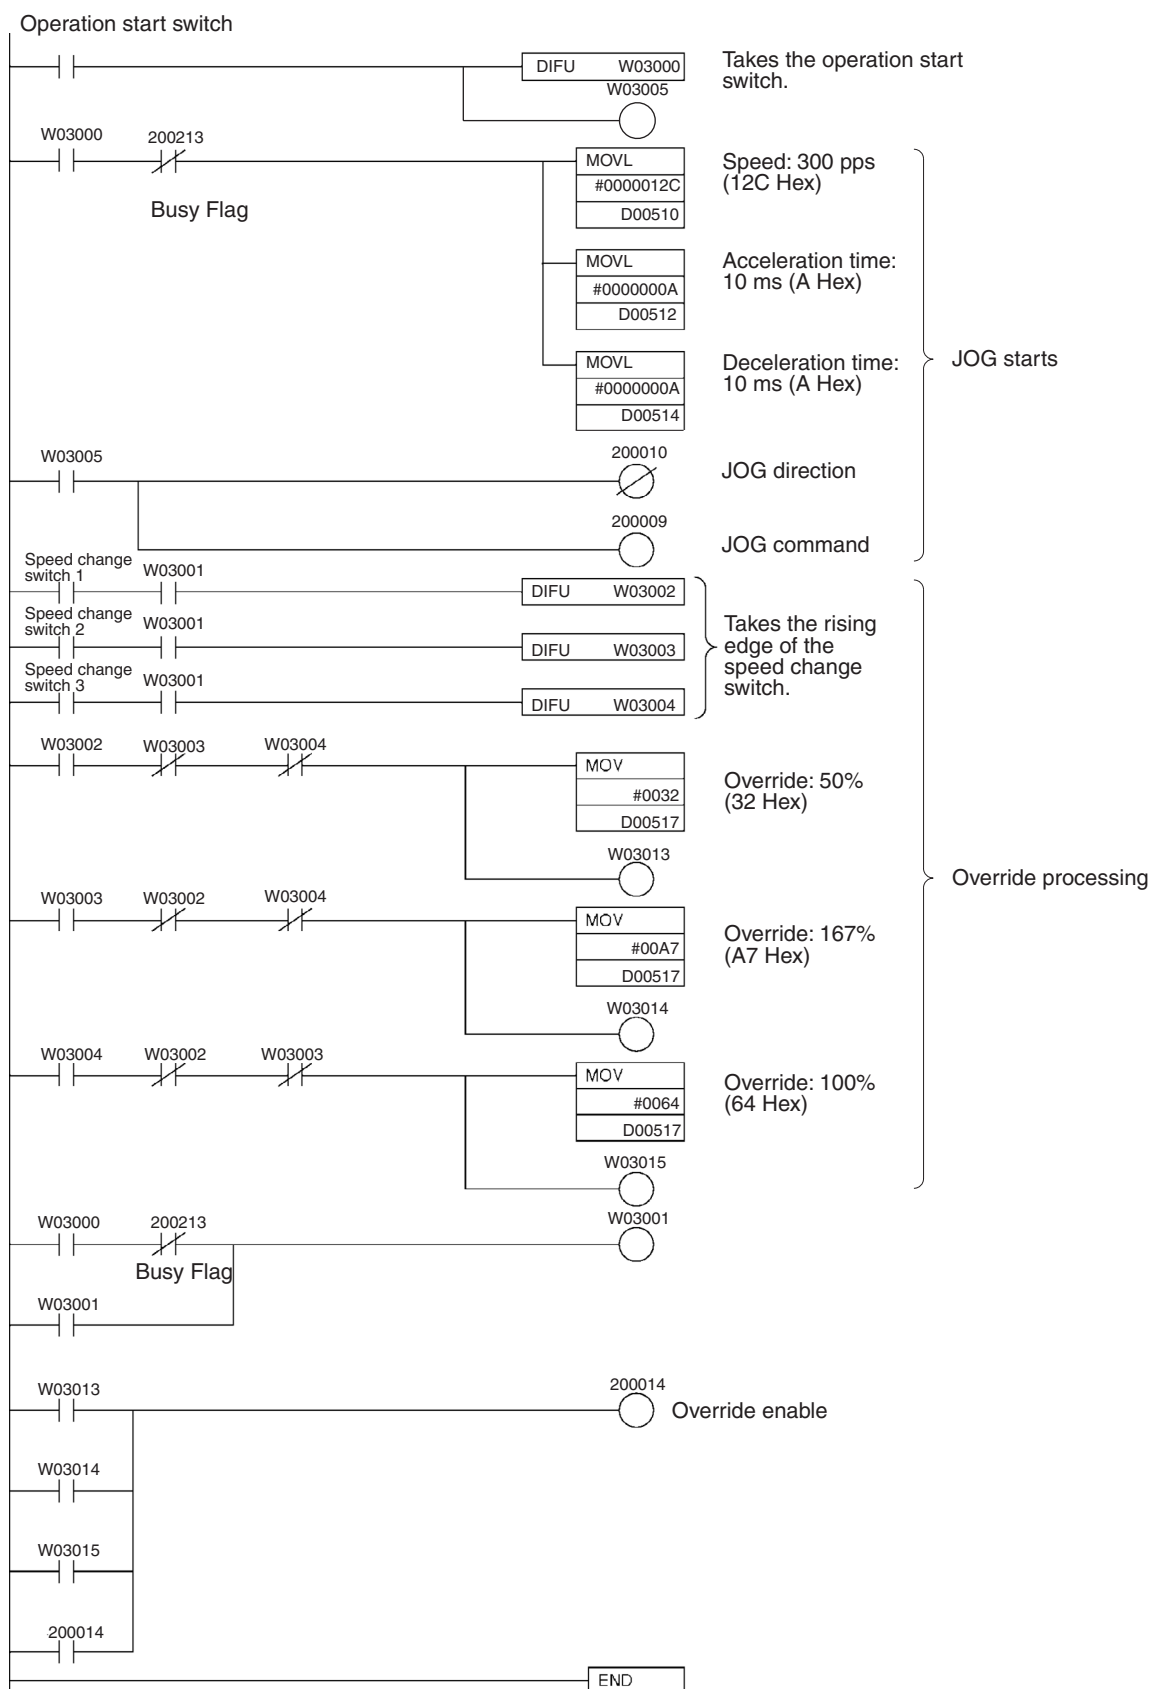 Operation start switch
DIFU W03000
Takes the operation start
switch.
W03005
W03000
200213
Busy Flag
MOVL
#0000012C
D00510
Speed: 300 pps
(12C Hex)
MOVL
#0000000A
D00512
Acceleration time:
10 ms (A Hex)
MOVL
#0000000A
D00514
Deceleration time:
10 ms (A Hex)
JOG starts
W03005
200010
JOG direction
200009
JOG command
Speed change
switch 1
W03001
DIFU W03002
Speed change
switch 2
W03001
DIFU W03003
Speed change
switch 3
W03001
DIFU W03004
Takes the rising
edge of the
speed change
switch.
W03002
W03003
W03004
MOV
#0032
D00517
Override: 50%
(32 Hex)
W03013
Override processing
W03003
W03002
W03004
MOV
#00A7
D00517
Override: 167%
(A7 Hex)
W03014
W03004
W03002
W03003
MOV
#0064
D00517
Override: 100%
(64 Hex)
W03015
W03000
200213
Busy Flag
W03001
W03001
W03013
200014
Override enable
W03014
W03015
200014
END